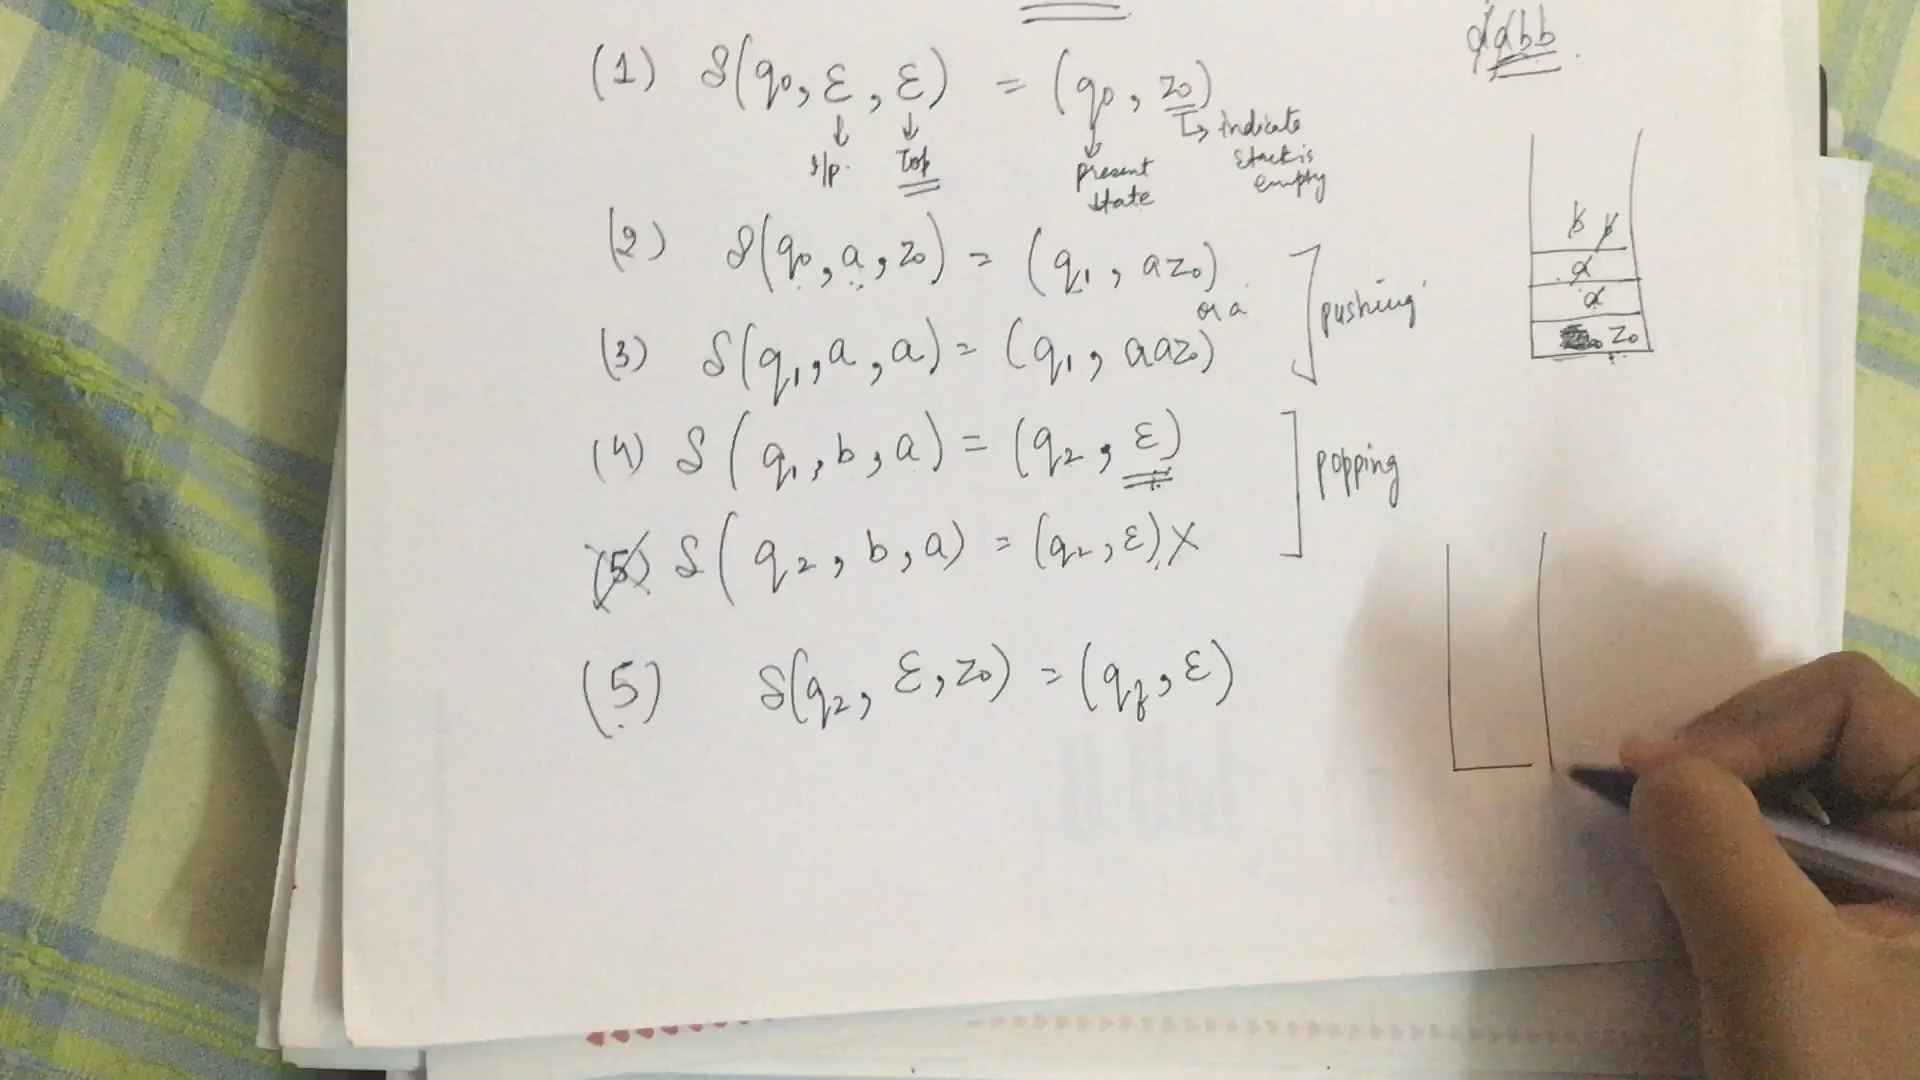 (1) δ(q0, ε, ε) = (q0, z0)
aabb
I/p. Top present state
indicate stack is empty
(2) δ(q0, a, z0) = (q1, az0)
or a
(3) δ(q1, a, a) = (q1, aaz0)
pushing
(4) δ(q1, b, a) = (q2, ε)
popping
(5) δ(q2, b, a) = (q2, ε) X
(5) δ(q2, ε, z0) = (qf, ε)
b b
a
a
z0